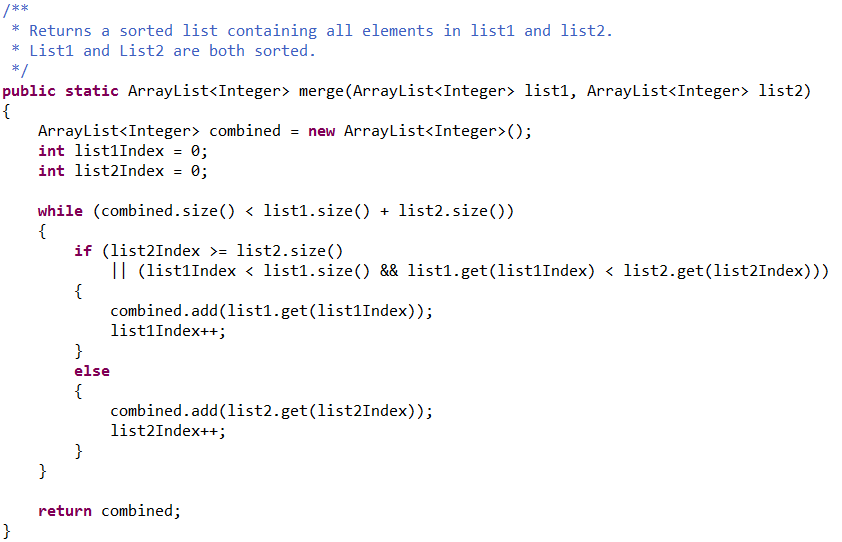 /**
 * Returns a sorted list containing all elements in list1 and list2.
 * List1 and List2 are both sorted.
 */
public static ArrayList<Integer> merge(ArrayList<Integer> list1, ArrayList<Integer> list2)
{
    ArrayList<Integer> combined = new ArrayList<Integer>();
    int list1Index = 0;
    int list2Index = 0;

    while (combined.size() < list1.size() + list2.size())
    {
        if (list2Index >= list2.size()
            || (list1Index < list1.size() && list1.get(list1Index) < list2.get(list2Index)))
        {
            combined.add(list1.get(list1Index));
            list1Index++;
        }
        else
        {
            combined.add(list2.get(list2Index));
            list2Index++;
        }
    }

    return combined;
}